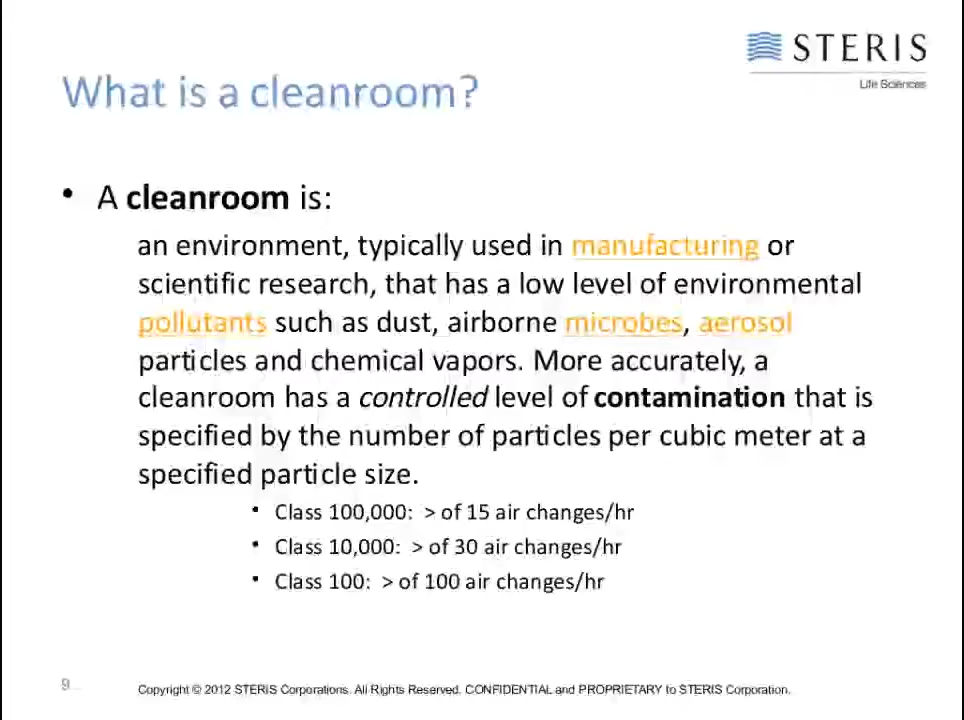 STERIS
Life Sciences
What is a cleanroom?
• A cleanroom is:
an environment, typically used in manufacturing or
scientific research, that has a low level of environmental
pollutants such as dust, airborne microbes, aerosol
particles and chemical vapors. More accurately, a
cleanroom has a controlled level of contamination that is
specified by the number of particles per cubic meter at a
specified particle size.
• Class 100,000: > of 15 air changes/hr
• Class 10,000: > of 30 air changes/hr
• Class 100: > of 100 air changes/hr
9
Copyright © 2012 STERIS Corporations. All Rights Reserved. CONFIDENTIAL and PROPRIETARY to STERIS Corporation.